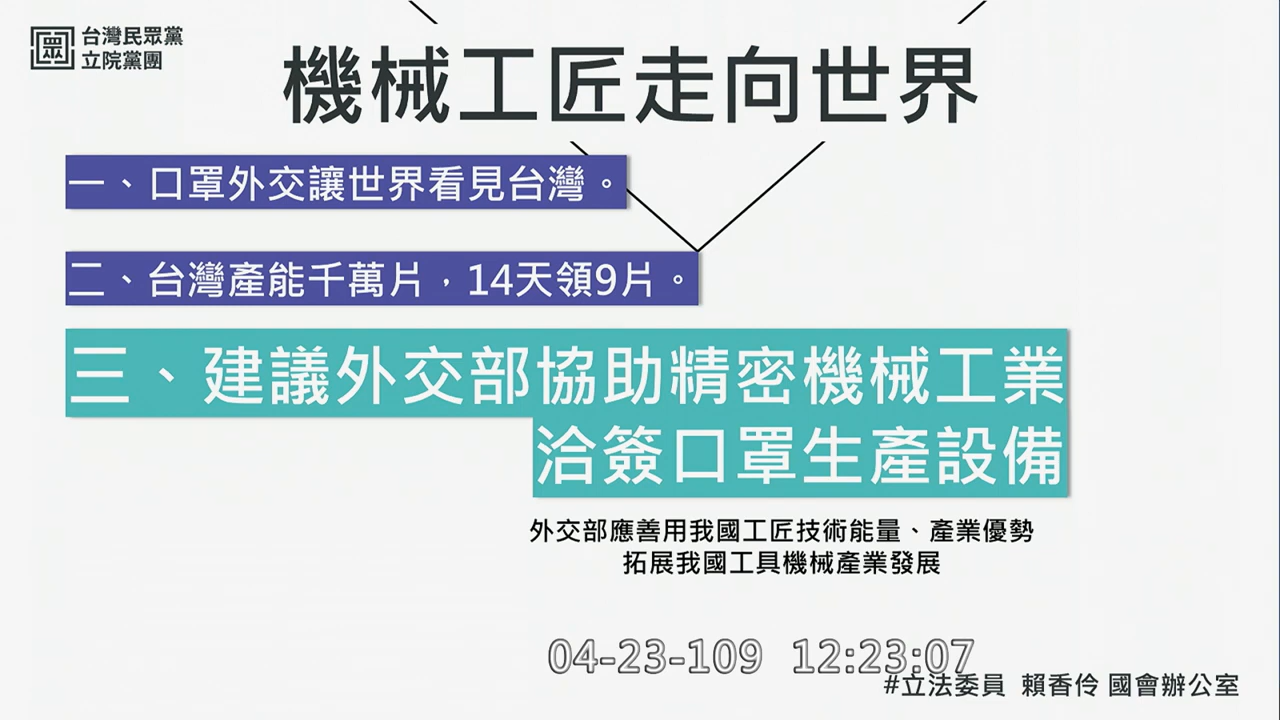 台灣民眾黨
立院黨團
機械工匠走向世界
一、口罩外交讓世界看見台灣。
二、台灣產能千萬片，14天領9片。
三、建議外交部協助精密機械工業
洽簽口罩生產設備
外交部應善用我國工匠技術能量、產業優勢
拓展我國工具機械產業發展
04-23-109 12:23:07
#立法委員 賴香伶 國會辦公室